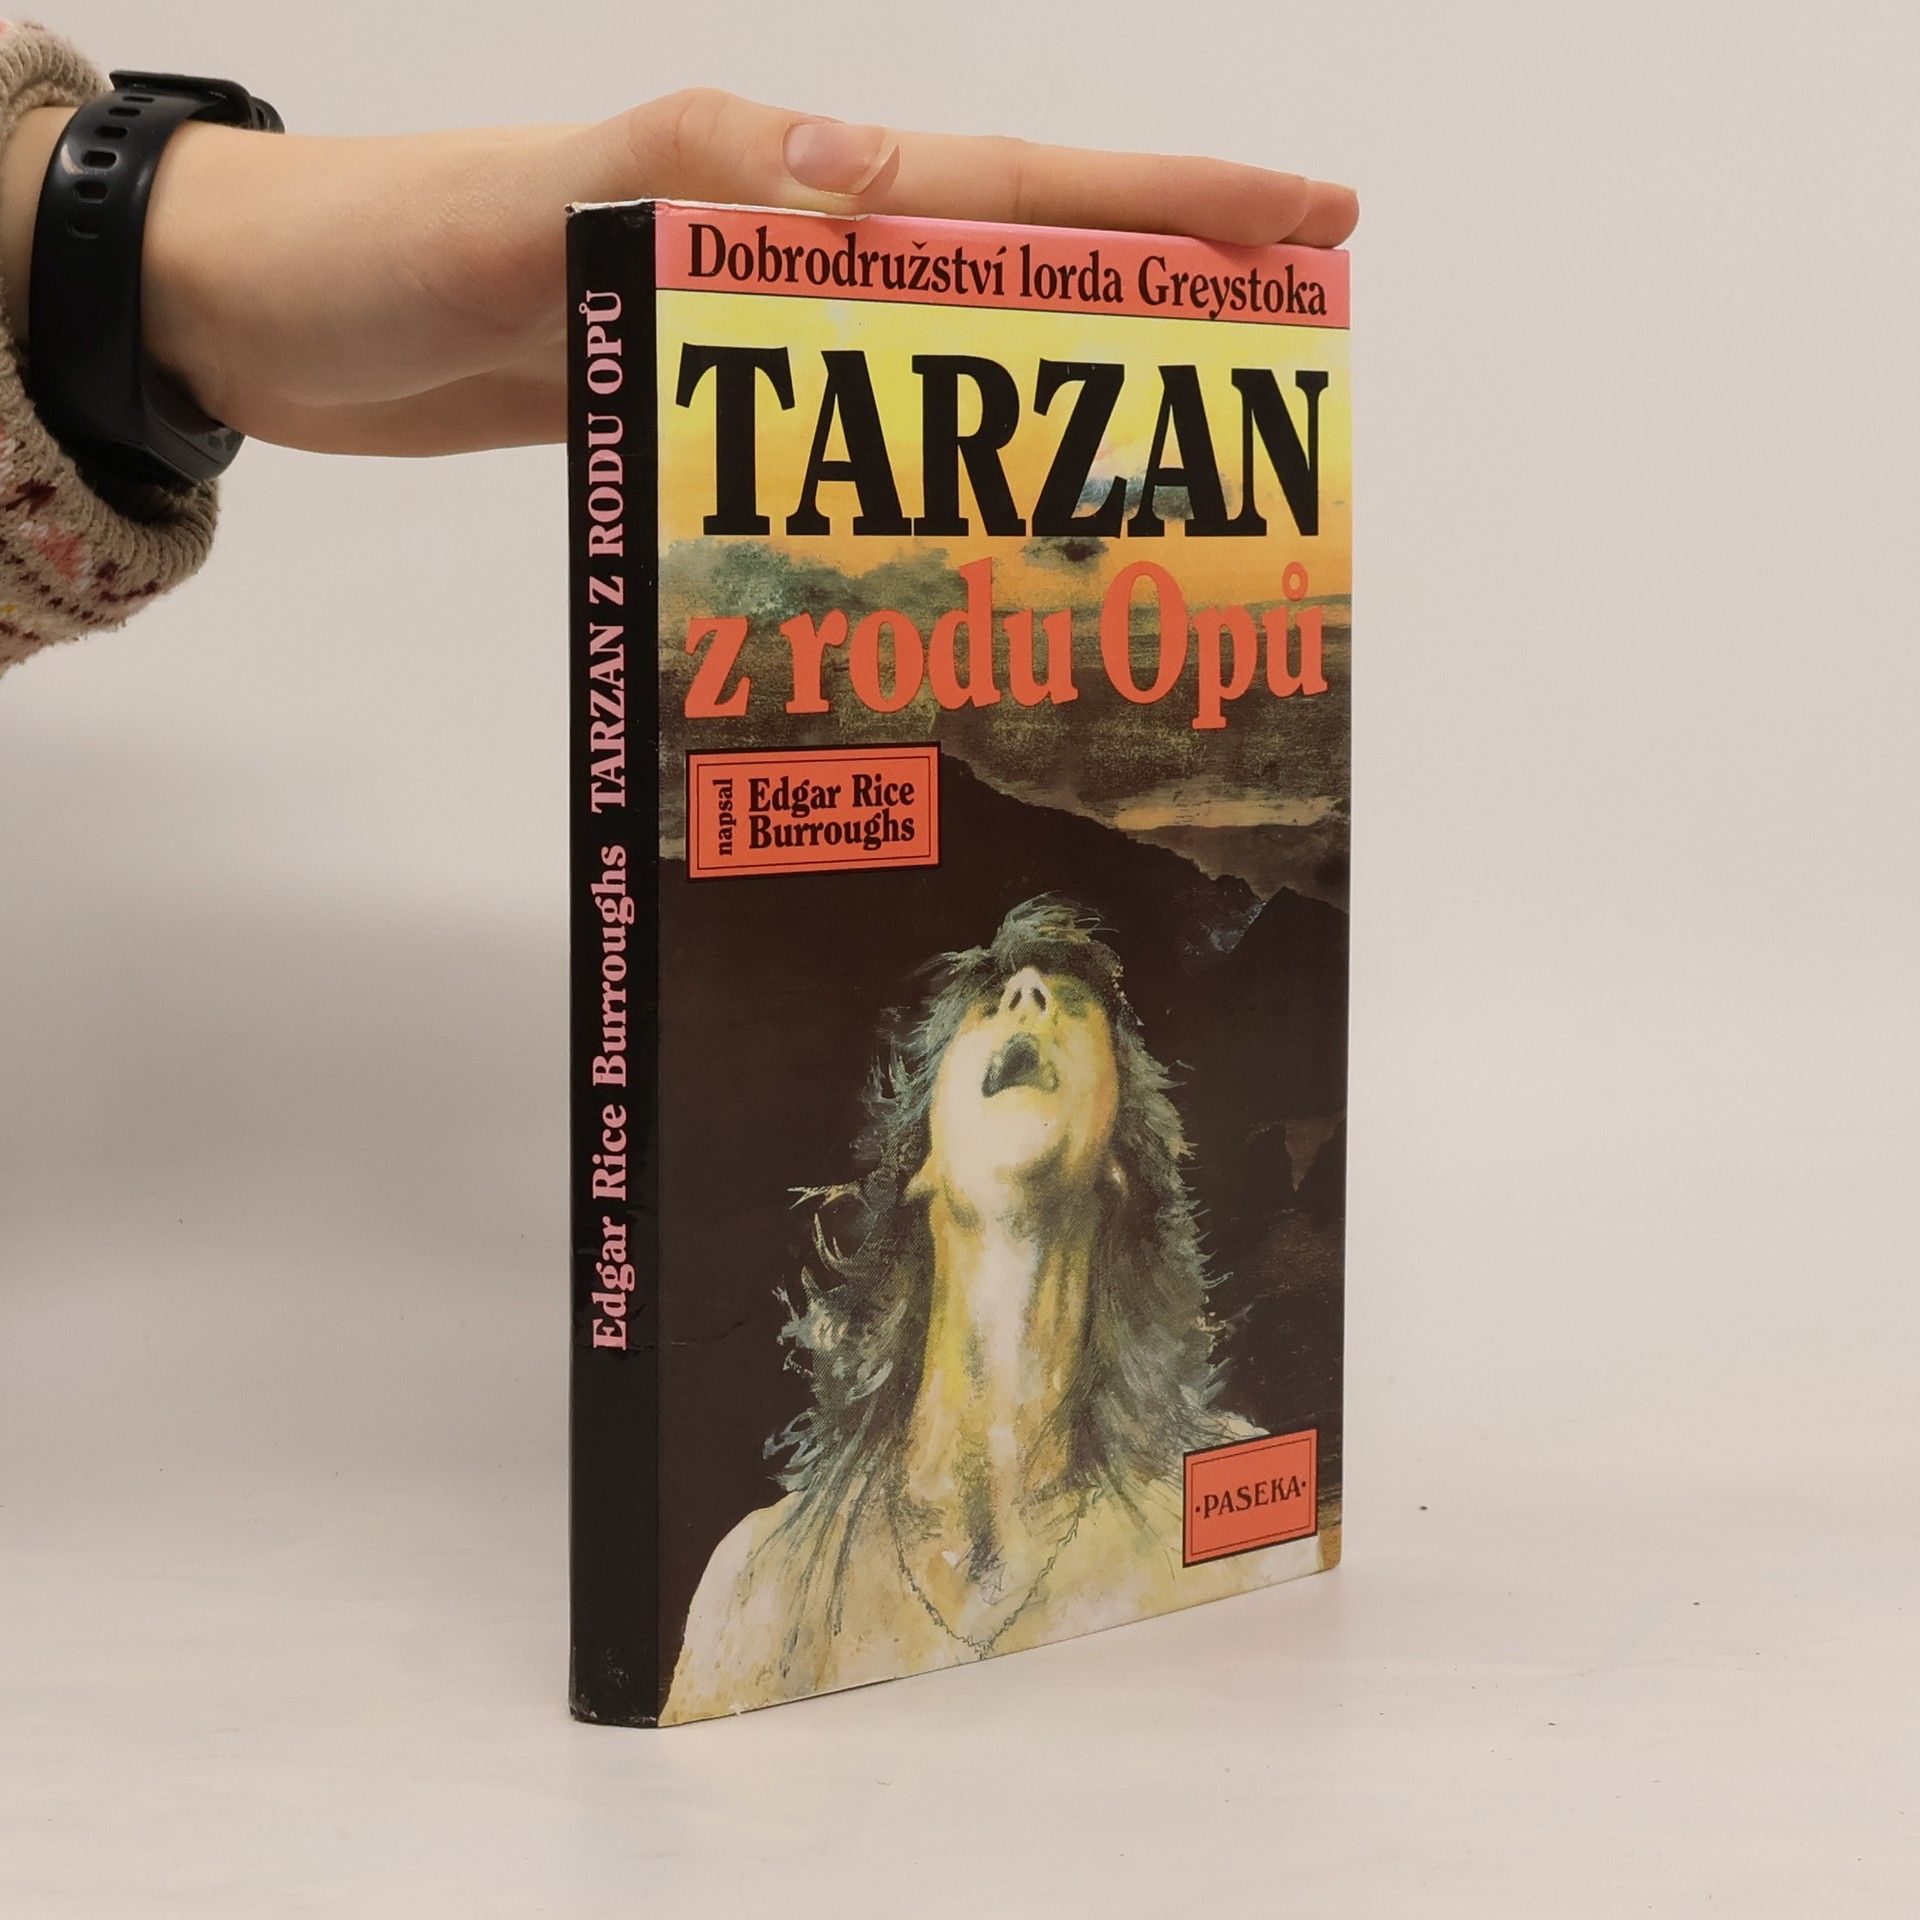 Dobrodružství lorda Greystoka
TARZAN
z rodu Opů
napsal
Edgar Rice
Burroughs
·PASEKA·
Edgar Rice Burroughs TARZAN Z RODU OPŮ